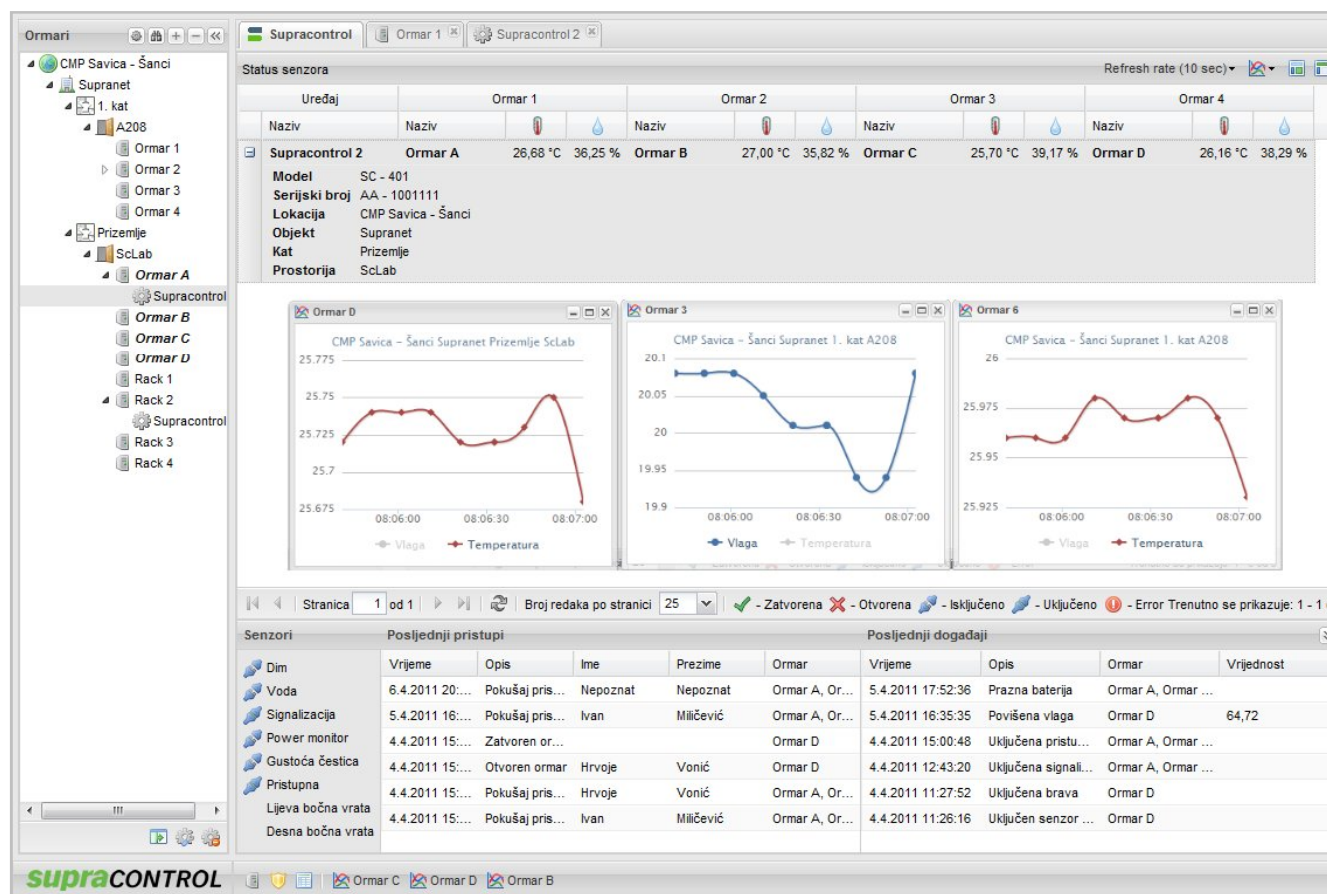 Ormari
CMP Savica - Šanci
Supranet
1. kat
A208
Ormar 1
Ormar 2
Ormar 3
Ormar 4
Prizemlje
ScLab
Ormar A
Supracontrol
Ormar B
Ormar C
Ormar D
Rack 1
Rack 2
Supracontrol
Rack 3
Rack 4
supraCONTROL
Supracontrol Ormar 1 Supracontrol 2
Status senzora Refresh rate (10 sec)
Uređaj Ormar 1 Ormar 2 Ormar 3 Ormar 4
Naziv Naziv Naziv Naziv Naziv
Supracontrol 2 Ormar A 26,68 °C 36,25 % Ormar B 27,00 °C 35,82 % Ormar C 25,70 °C 39,17 % Ormar D 26,16 °C 38,29 %
Model SC - 401
Serijski broj AA - 1001111
Lokacija CMP Savica - Šanci
Objekt Supranet
Kat Prizemlje
Prostorija ScLab
Ormar D
CMP Savica - Šanci Supranet Prizemlje ScLab
25.775
25.75
25.725
25.7
25.675
08:06:00 08:06:30 08:07:00
Vlaga Temperatura
Ormar 3
CMP Savica - Šanci Supranet 1. kat A208
20.1
20.05
20
19.95
19.9
08:06:00 08:06:30 08:07:00
Vlaga Temperatura
Ormar 6
CMP Savica - Šanci Supranet 1. kat A208
26
25.975
25.95
25.925
08:06:00 08:06:30 08:07:00
Vlaga Temperatura
Stranica 1 od 1 Broj redaka po stranici 25 - Zatvorena - Otvorena - Isključeno - Uključeno - Error Trenutno se prikazuje: 1 - 1
Senzori
Dim
Voda
Signalizacija
Power monitor
Gustoća čestica
Pristupna
Lijeva bočna vrata
Desna bočna vrata
Posljednji pristupi
Vrijeme Opis Ime Prezime Ormar
6.4.2011 20:... Pokušaj pris... Nepoznat Nepoznat Ormar A, Or...
5.4.2011 16:... Pokušaj pris... Ivan Miličević Ormar A, Or...
4.4.2011 15:... Zatvoren or... Ormar D
4.4.2011 15:... Otvoren ormar Hrvoje Vonić Ormar D
4.4.2011 15:... Pokušaj pris... Hrvoje Vonić Ormar A, Or...
4.4.2011 15:... Pokušaj pris... Ivan Miličević Ormar A, Or...
Posljednji događaji
Vrijeme Opis Ormar Vrijednost
5.4.2011 17:52:36 Prazna baterija Ormar A, Ormar ...
5.4.2011 16:35:35 Povišena vlaga Ormar D 64,72
4.4.2011 15:00:48 Uključena pristu... Ormar A, Ormar ...
4.4.2011 12:43:20 Uključena signali... Ormar A, Ormar ...
4.4.2011 11:27:52 Uključena brava Ormar D
4.4.2011 11:26:16 Uključen senzor ... Ormar D
Ormar C Ormar D Ormar B